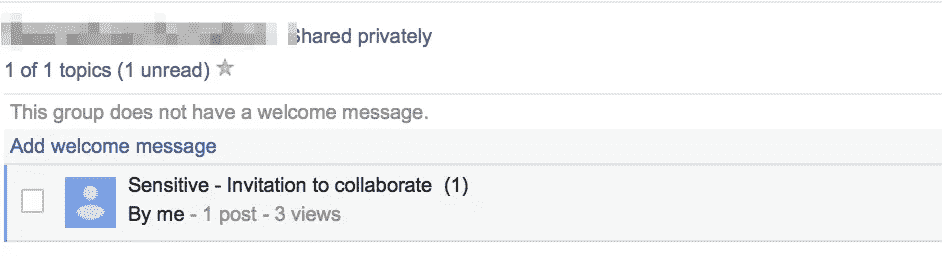 Shared privately
1 of 1 topics (1 unread)
This group does not have a welcome message.
Add welcome message
Sensitive - Invitation to collaborate (1)
By me - 1 post - 3 views